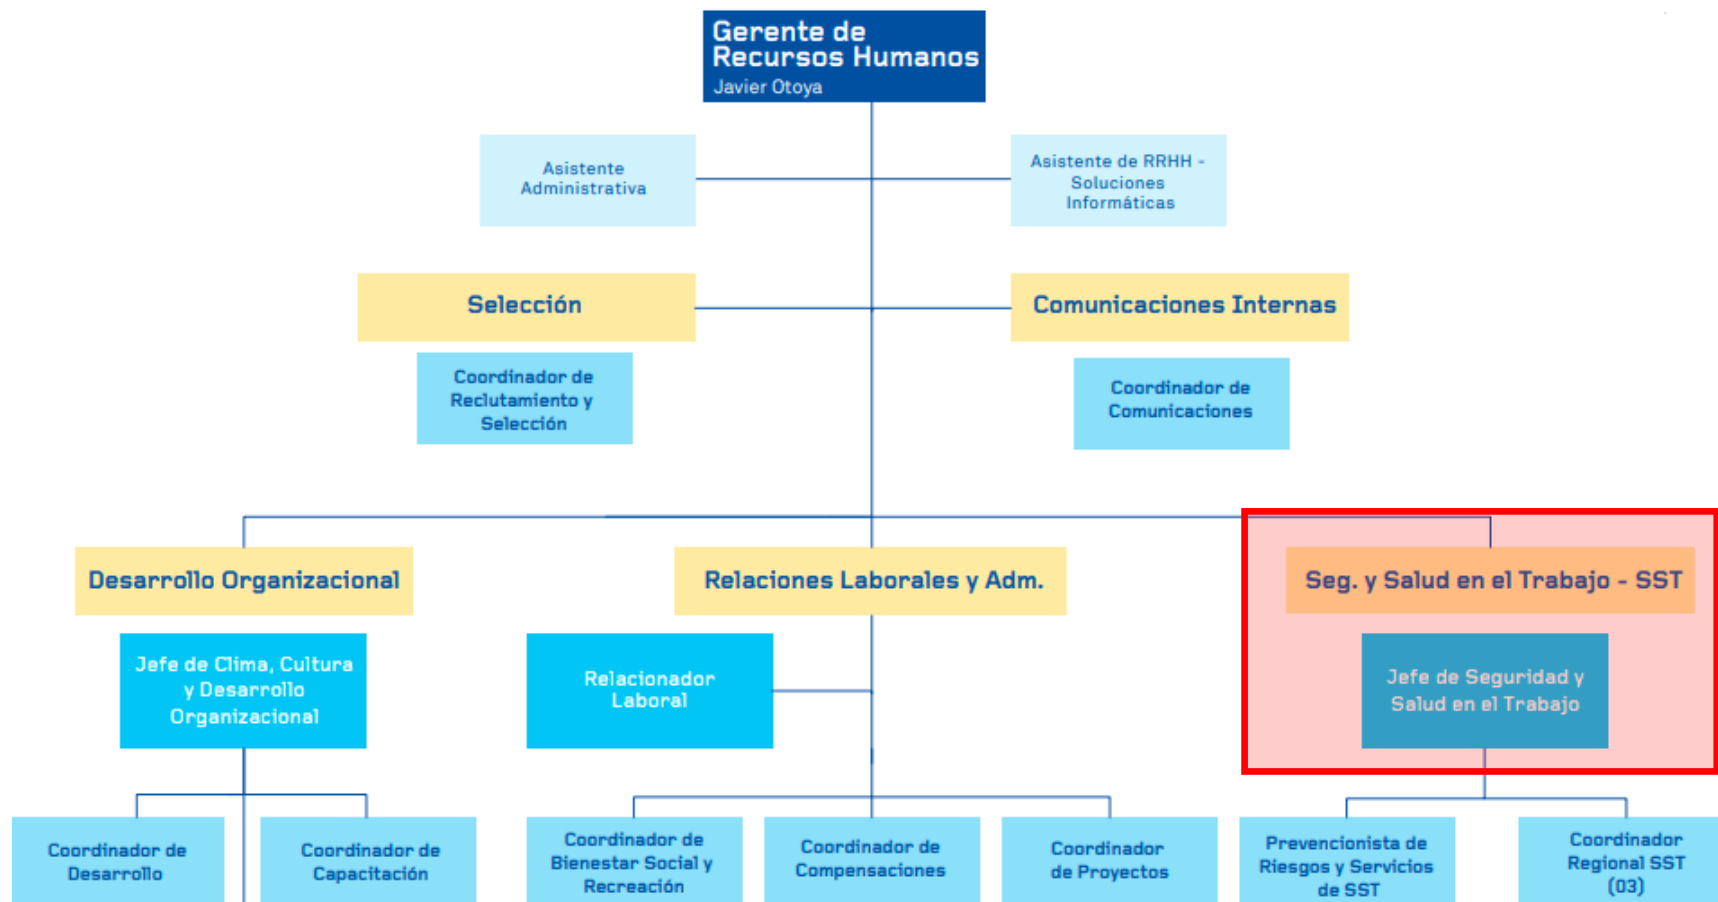 Gerente de
Recursos Humanos
Javier Otoya
Asistente
Administrativa
Asistente de RRHH -
Soluciones
Informáticas
Selección
Comunicaciones Internas
Coordinador de
Reclutamiento y
Selección
Coordinador de
Comunicaciones
Desarrollo Organizacional
Relaciones Laborales y Adm.
Seg. y Salud en el Trabajo - SST
Jefe de Clima, Cultura
y Desarrollo
Organizacional
Relacionador
Laboral
Jefe de Seguridad y
Salud en el Trabajo
Coordinador de
Desarrollo
Coordinador de
Capacitación
Coordinador de
Bienestar Social y
Recreación
Coordinador de
Compensaciones
Coordinador
de Proyectos
Prevencionista de
Riesgos y Servicios
de SST
Coordinador
Regional SST
(03)